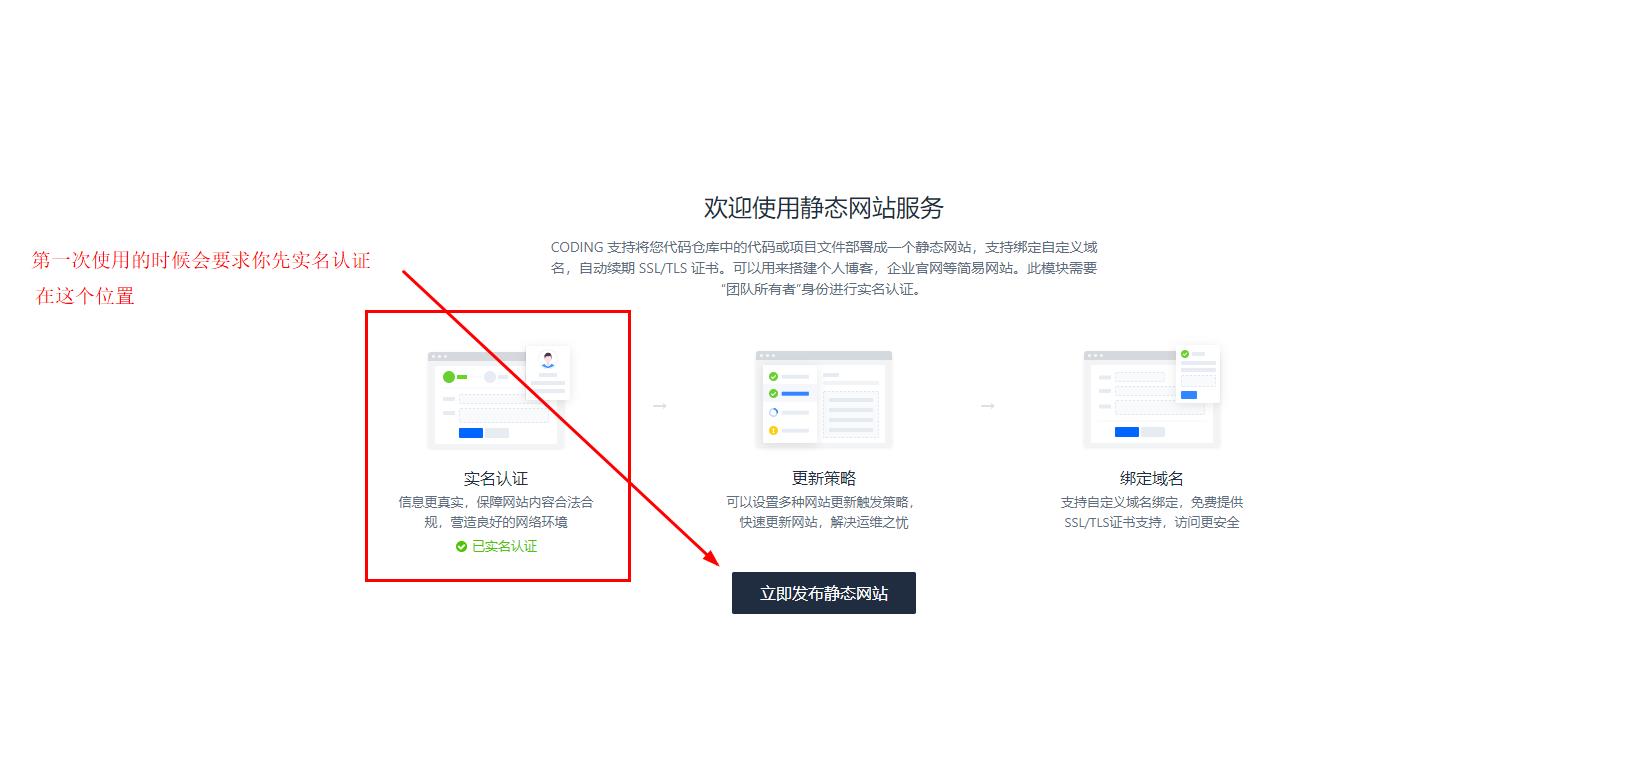 欢迎使用静态网站服务
CODING 支持将您代码仓库中的代码或项目文件部署成一个静态网站，支持绑定自定义域
名，自动续期 SSL/TLS 证书。可以用来搭建个人博客，企业官网等简易网站。此模块需要
“团队所有者”身份进行实名认证。
第一次使用的时候会要求你先实名认证
在这个位置
实名认证
信息更真实，保障网站内容合法合
规，营造良好的网络环境
已实名认证
更新策略
可以设置多种网站更新触发策略，
快速更新网站，解决运维之忧
绑定域名
支持自定义域名绑定，免费提供
SSL/TLS证书支持，访问更安全
立即发布静态网站